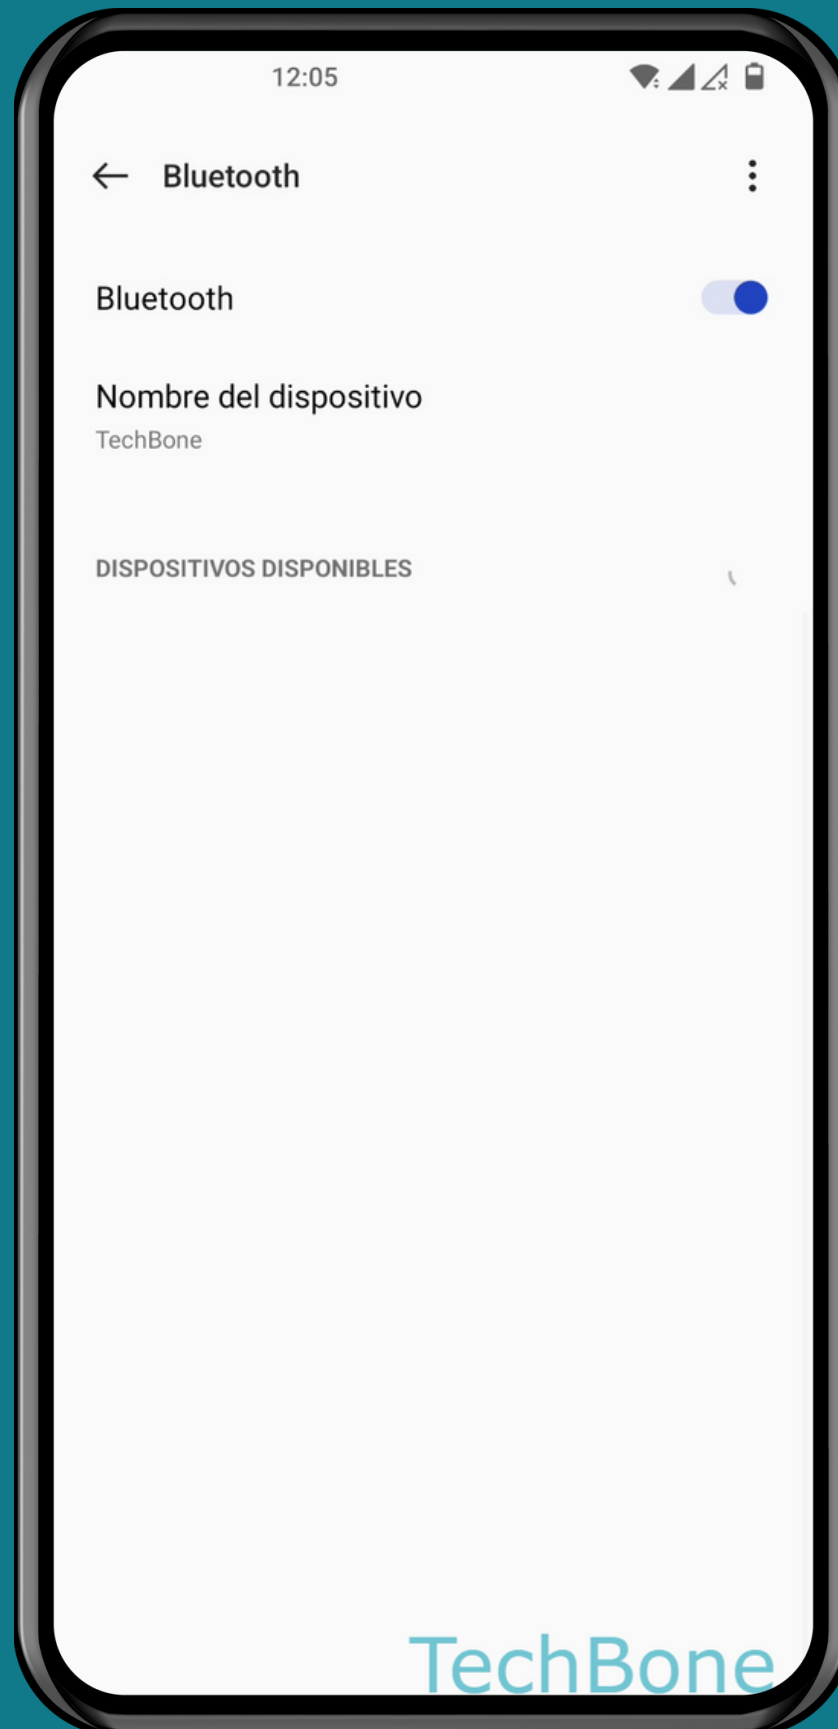 12:05
Bluetooth
Bluetooth
Nombre del dispositivo
TechBone
DISPOSITIVOS DISPONIBLES
TechBone